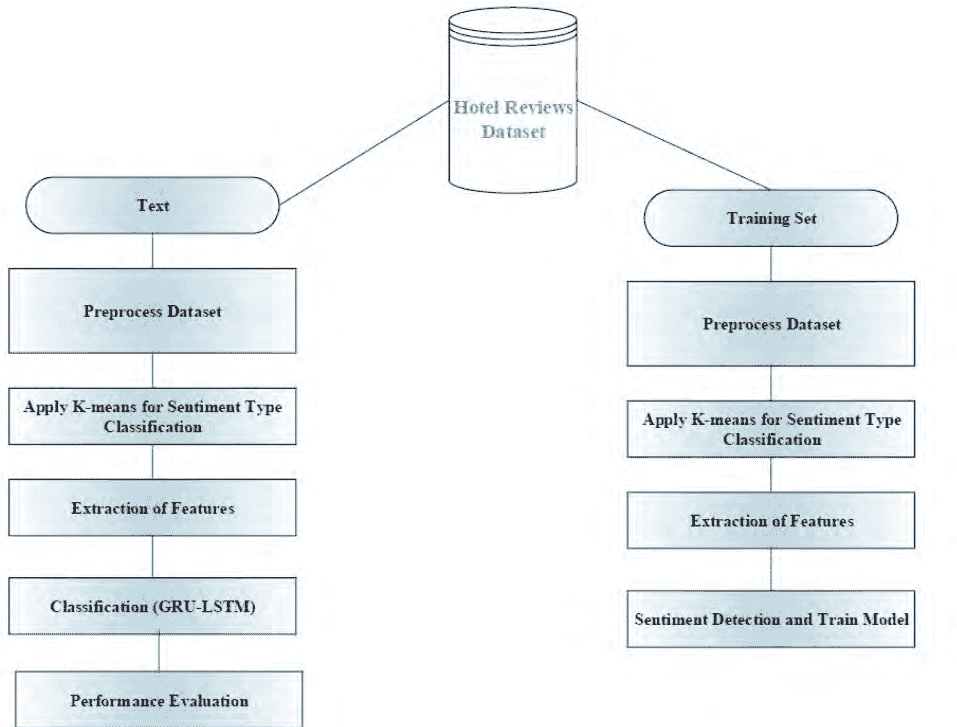 Hotel Reviews
Dataset
Text
Preprocess Dataset
Apply K-means for Sentiment Type
Classification
Extraction of Features
Classification (GRU-LSTM)
Performance Evaluation
Training Set
Preprocess Dataset
Apply K-means for Sentiment Type
Classification
Extraction of Features
Sentiment Detection and Train Model